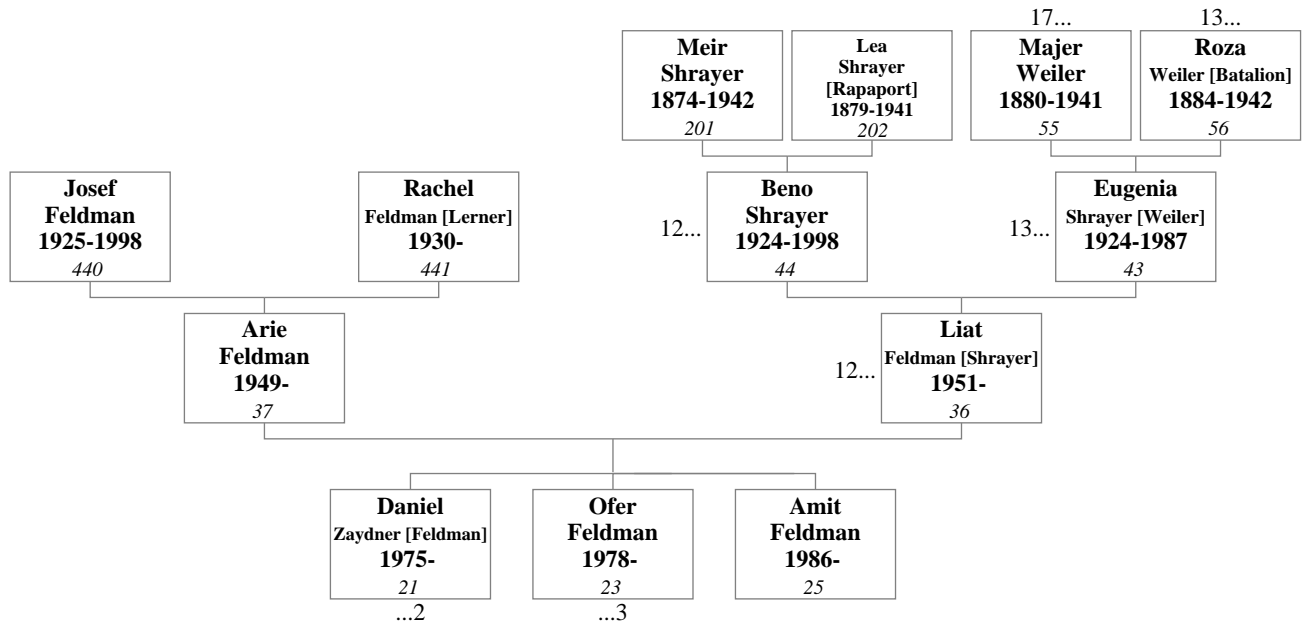 17...
13...
Meir
Shrayer
1874-1942
201
Lea
Shrayer
[Rapaport]
1879-1941
202
Majer
Weiler
1880-1941
55
Roza
Weiler [Batalion]
1884-1942
56
Josef
Feldman
1925-1998
440
Rachel
Feldman [Lerner]
1930-
441
12...
Beno
Shrayer
1924-1998
44
13...
Eugenia
Shrayer [Weiler]
1924-1987
43
Arie
Feldman
1949-
37
12...
Liat
Feldman [Shrayer]
1951-
36
Daniel
Zaydner [Feldman]
1975-
21
...2
Ofer
Feldman
1978-
23
...3
Amit
Feldman
1986-
25